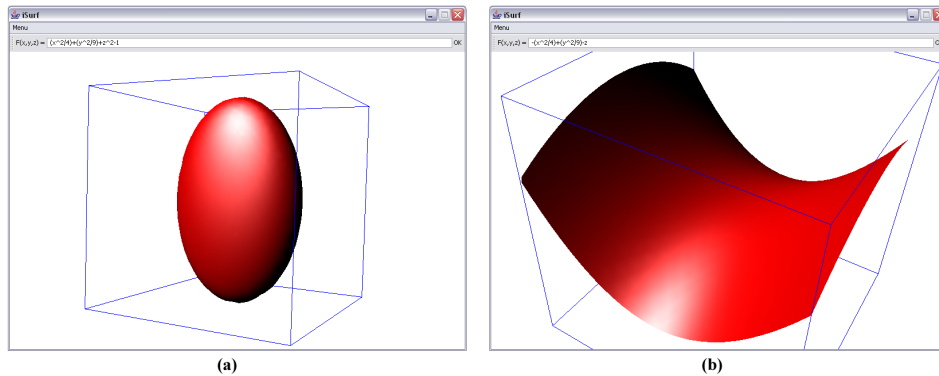 iSurf
Menu
F(x,y,z) = (x^2/4)+(y^2/9)+z^2-1 OK
(a)
iSurf
Menu
F(x,y,z) = -(x^2/4)+(y^2/9)-z
(b)